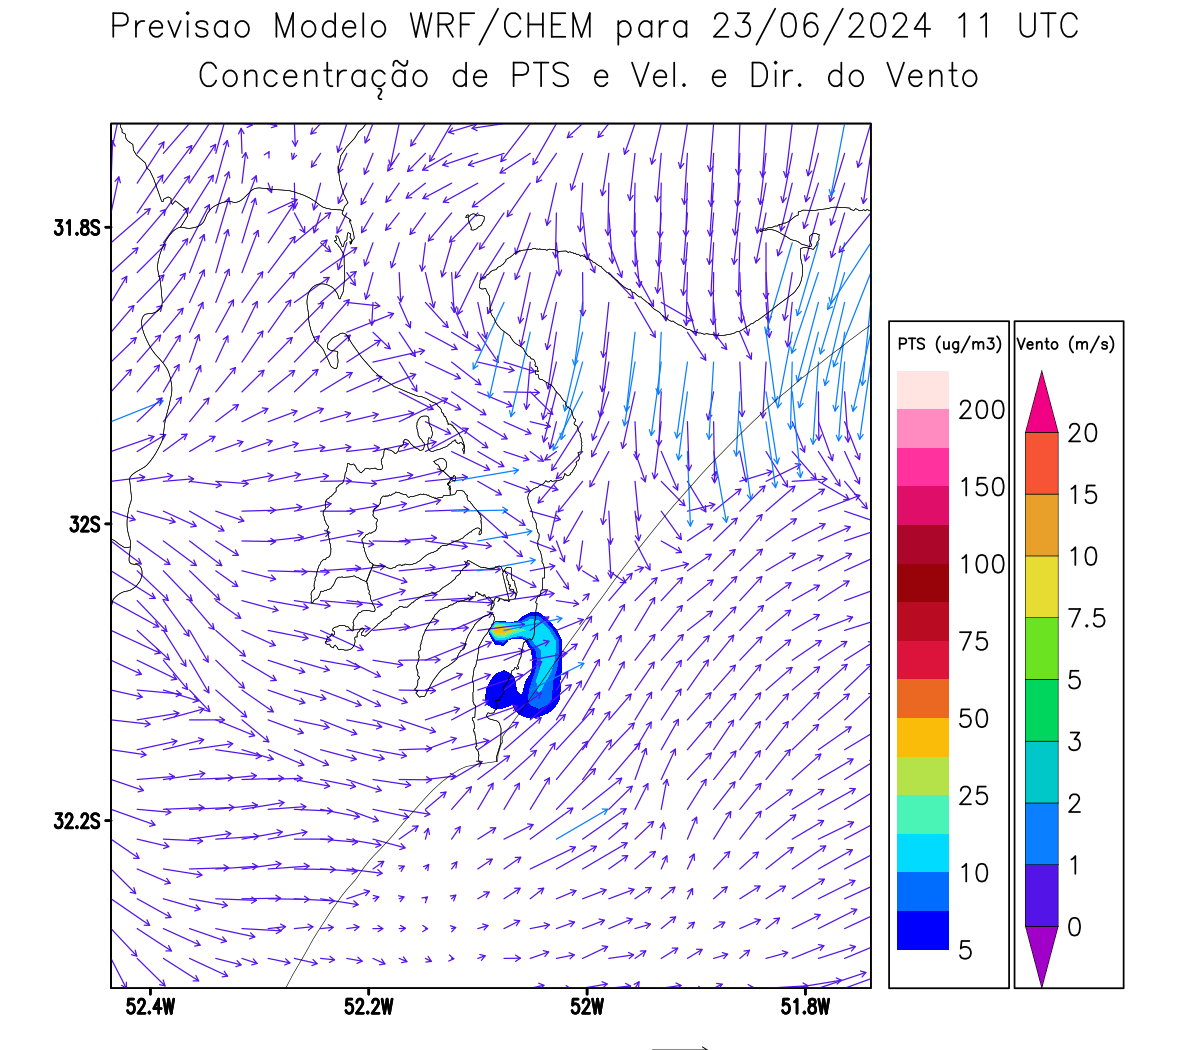 Previsao Modelo WRF/CHEM para 23/06/2024 11 UTC
Concentração de PTS e Vel. e Dir. do Vento
31.8S
32S
32.2S
52.4W
52.2W
52W
51.8W
PTS (ug/m3)
200
150
100
75
50
25
10
5
Vento (m/s)
20
15
10
7.5
5
3
2
1
0